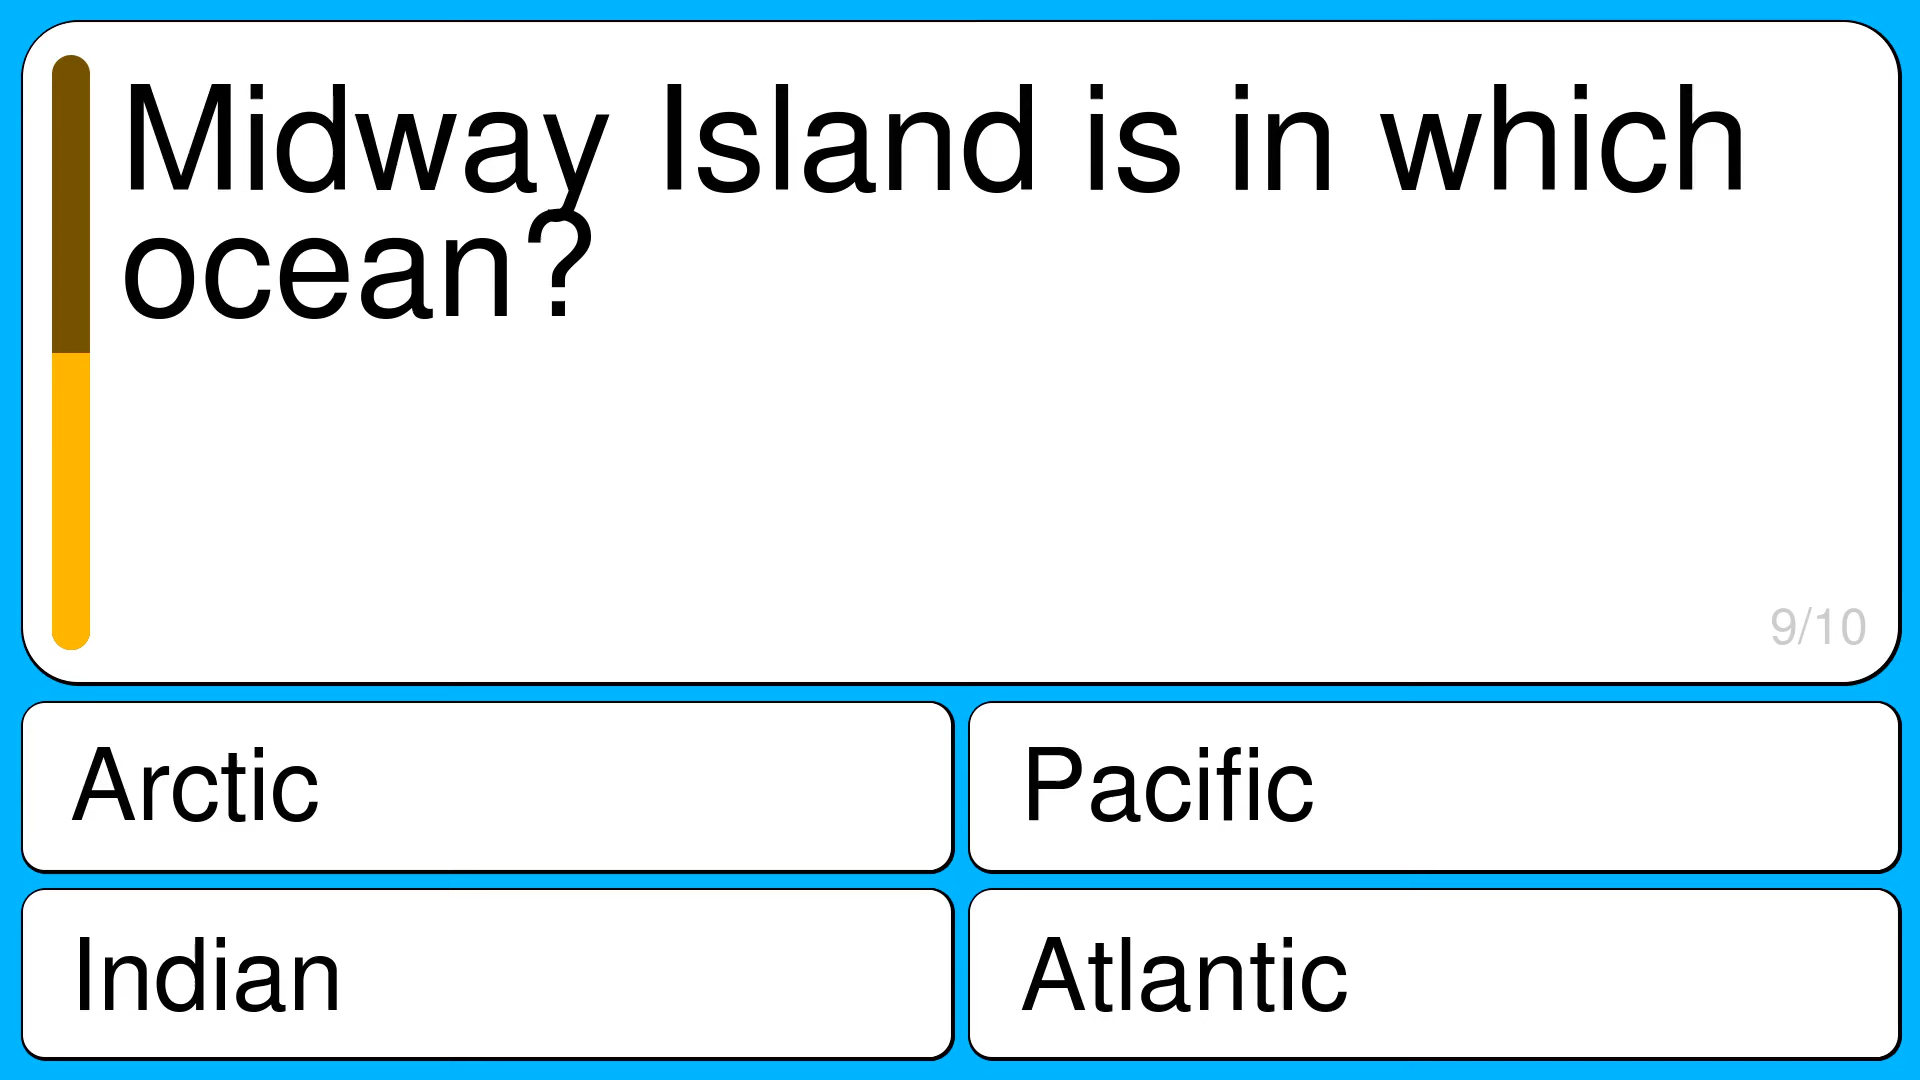 Midway Island is in which
ocean?
9/10
Arctic
Pacific
Indian
Atlantic